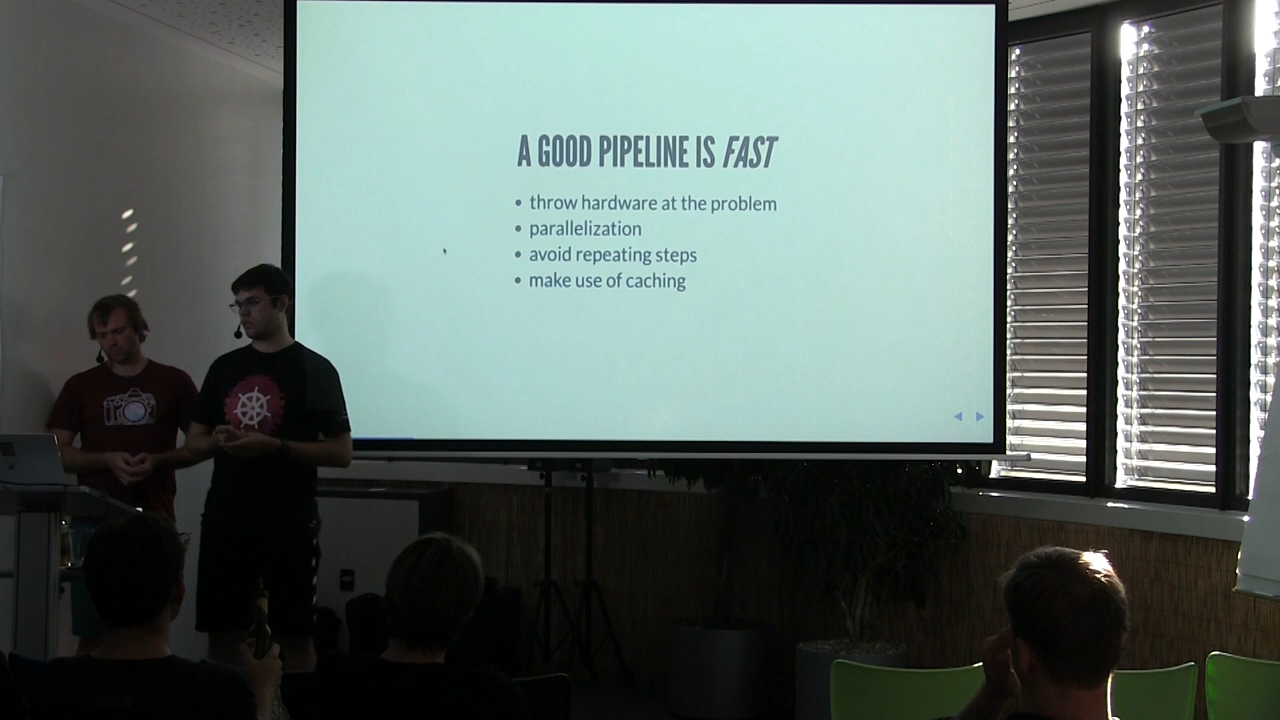 A GOOD PIPELINE IS FAST
• throw hardware at the problem
• parallelization
• avoid repeating steps
• make use of caching